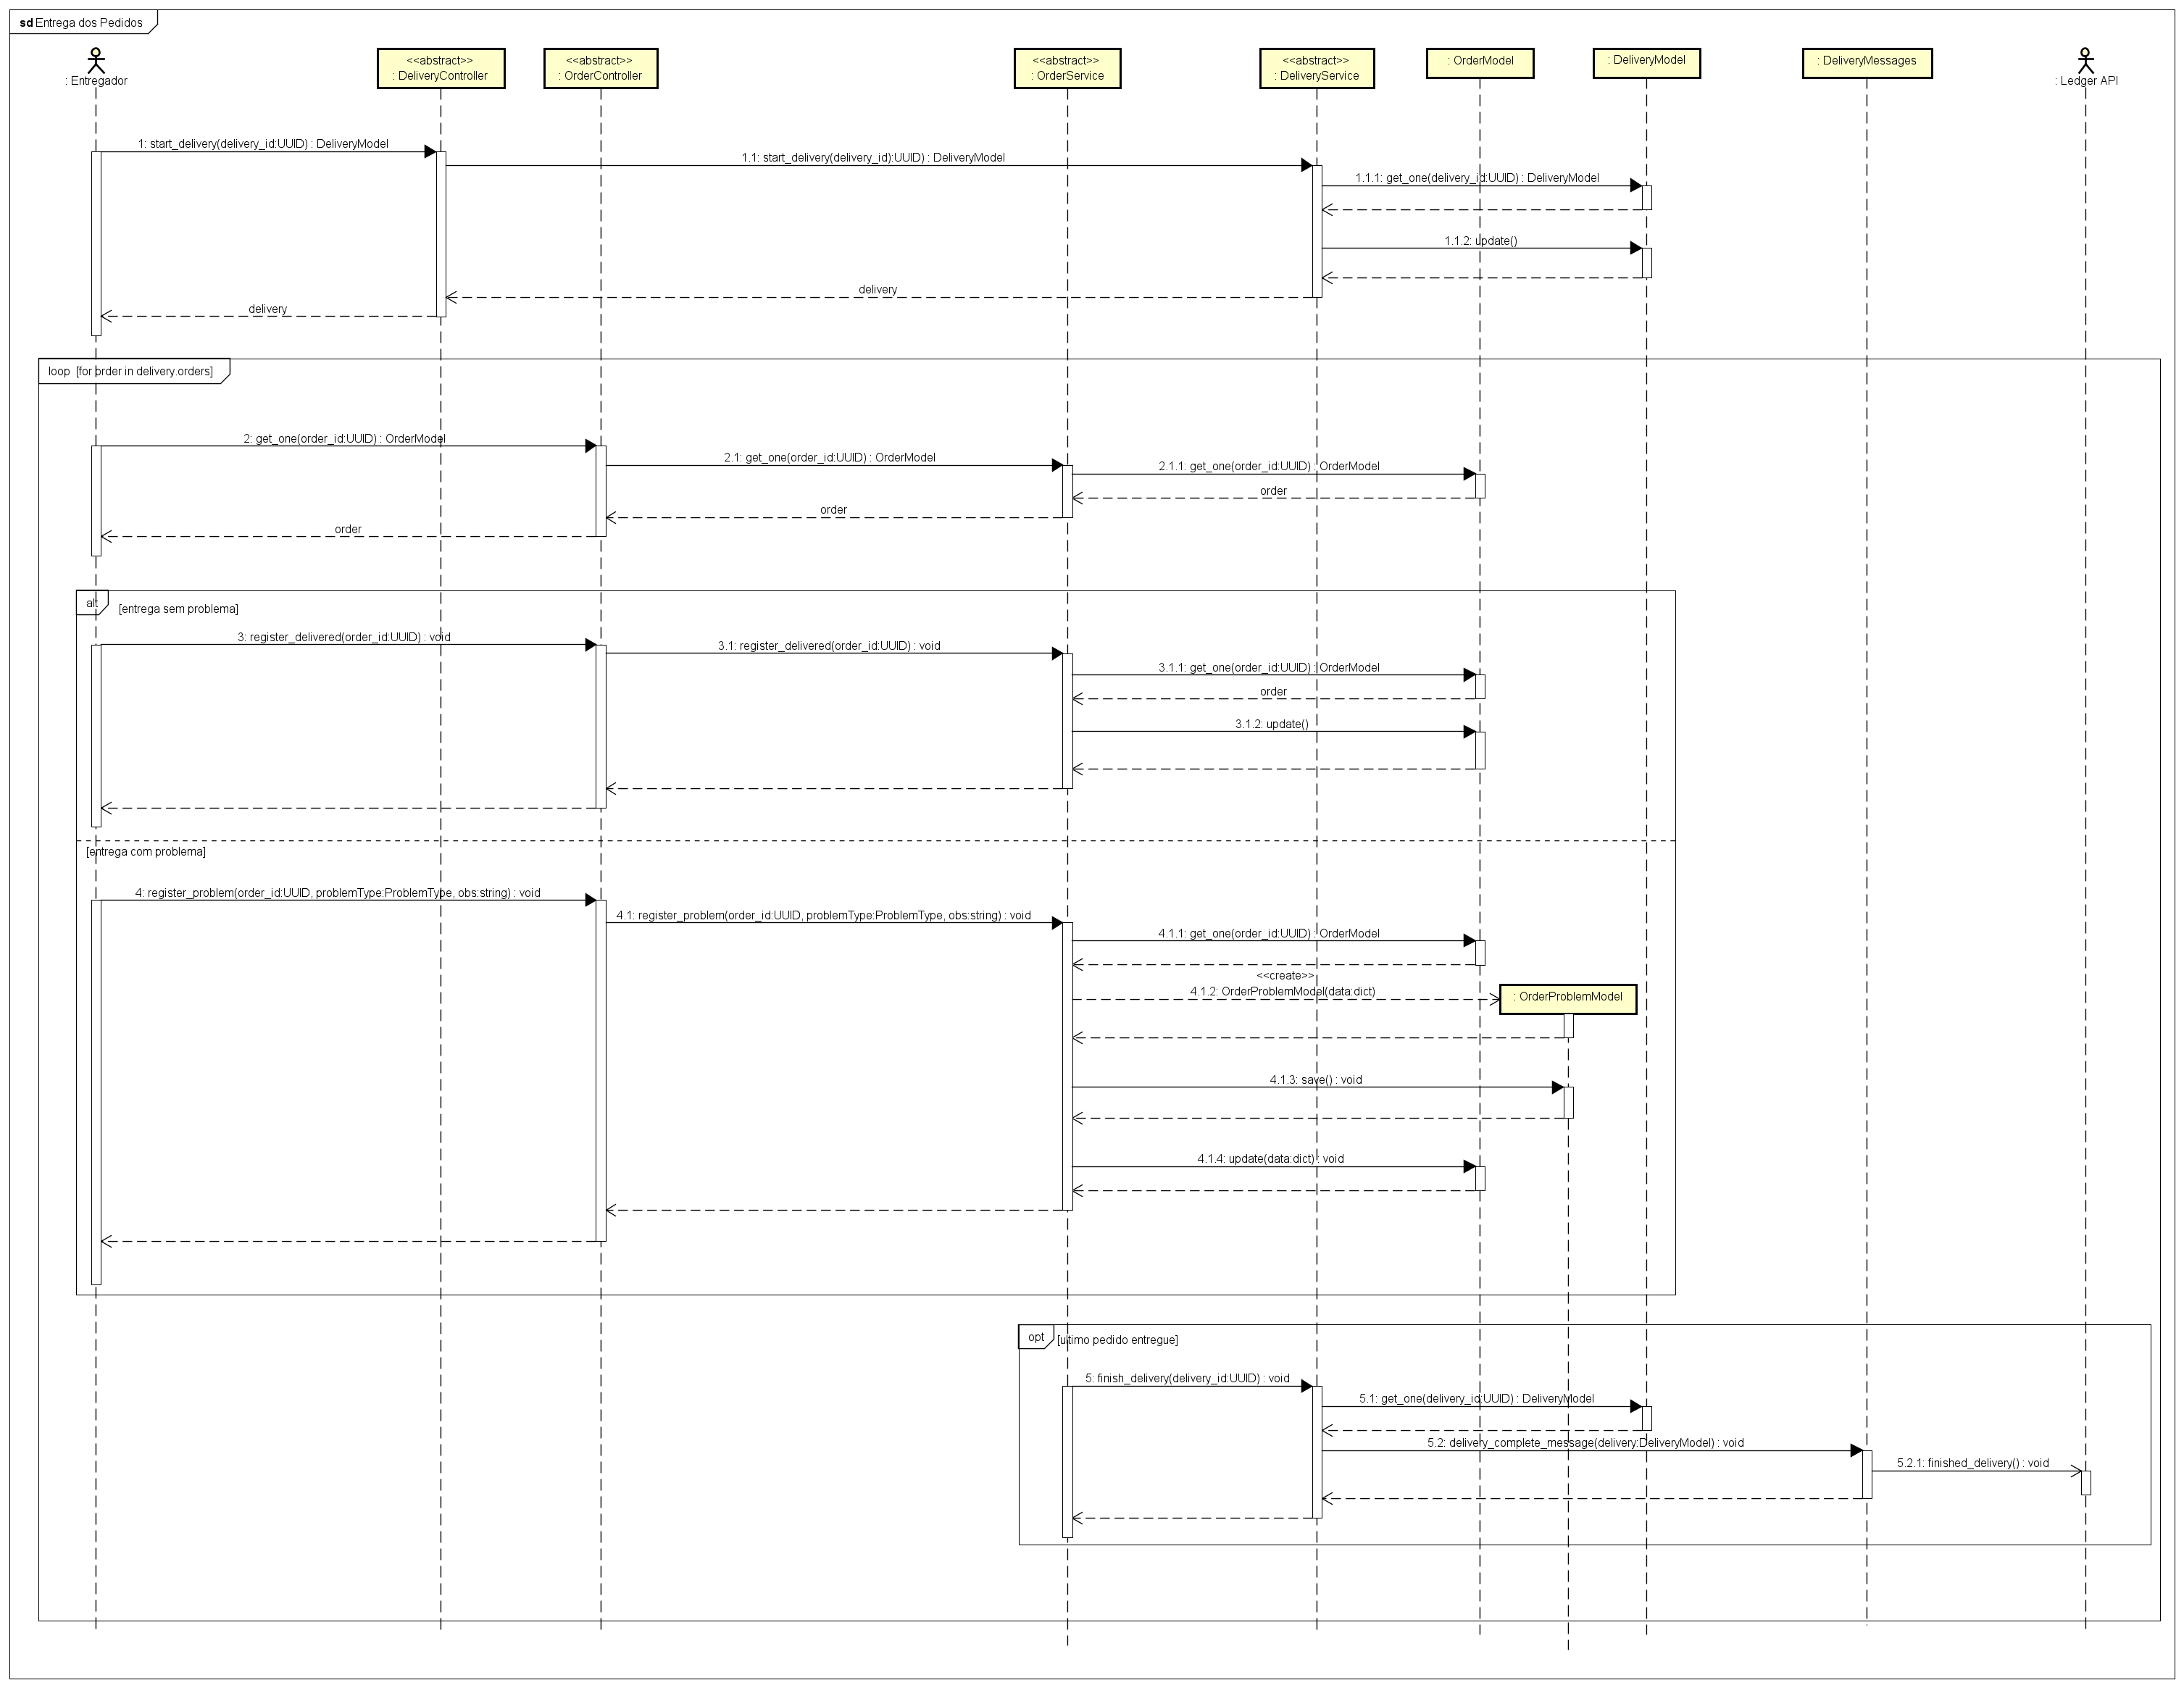 sd Entrega dos Pedidos
: Entregador
<<abstract>>
: DeliveryController
<<abstract>>
: OrderController
<<abstract>>
: OrderService
<<abstract>>
: DeliveryService
: OrderModel
: DeliveryModel
: DeliveryMessages
: Ledger API
1: start_delivery(delivery_id:UUID) : DeliveryModel
1.1: start_delivery(delivery_id):UUID) : DeliveryModel
1.1.1: get_one(delivery_id:UUID) : DeliveryModel
1.1.2: update()
delivery
delivery
loop [for order in delivery.orders]
2: get_one(order_id:UUID) : OrderModel
2.1: get_one(order_id:UUID) : OrderModel
2.1.1: get_one(order_id:UUID) : OrderModel
order
order
order
alt
[entrega sem problema]
3: register_delivered(order_id:UUID) : void
3.1: register_delivered(order_id:UUID) : void
3.1.1: get_one(order_id:UUID) : OrderModel
order
3.1.2: update()
[entrega com problema]
4: register_problem(order_id:UUID, problemType:ProblemType, obs:string) : void
4.1: register_problem(order_id:UUID, problemType:ProblemType, obs:string) : void
4.1.1: get_one(order_id:UUID) : OrderModel
<<create>>
4.1.2: OrderProblemModel(data:dict)
: OrderProblemModel
4.1.3: save() : void
4.1.4: update(data:dict) : void
opt
[ultimo pedido entregue]
5: finish_delivery(delivery_id:UUID) : void
5.1: get_one(delivery_id:UUID) : DeliveryModel
5.2: delivery_complete_message(delivery:DeliveryModel) : void
5.2.1: finished_delivery() : void